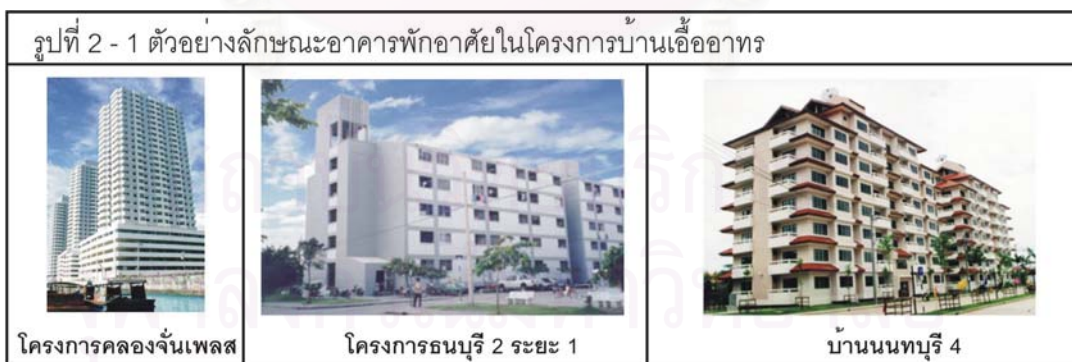 รูปที่ 2 - 1 ตัวอย่างลักษณะอาคารพักอาศัยในโครงการบ้านเอื้ออาทร
โครงการคลองจั่นเพลส
โครงการธนบุรี 2 ระยะ 1
บ้านนนทบุรี 4